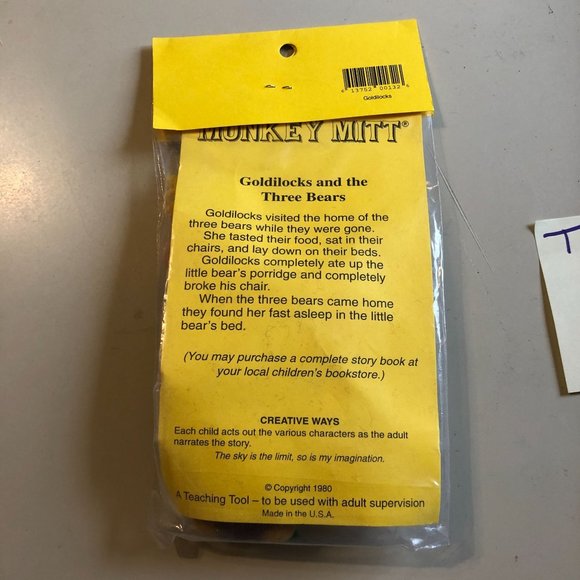 6 13752 00132 6
Goldilocks
MONKEY MITT®
Goldilocks and the
Three Bears
Goldilocks visited the home of the
three bears while they were gone.
She tasted their food, sat in their
chairs, and lay down on their beds.
Goldilocks completely ate up the
little bear's porridge and completely
broke his chair.
When the three bears came home
they found her fast asleep in the little
bear's bed.
(You may purchase a complete story book at
your local children's bookstore.)
CREATIVE WAYS
Each child acts out the various characters as the adult
narrates the story.
The sky is the limit, so is my imagination.
© Copyright 1980
A Teaching Tool – to be used with adult supervision
Made in the U.S.A.
T